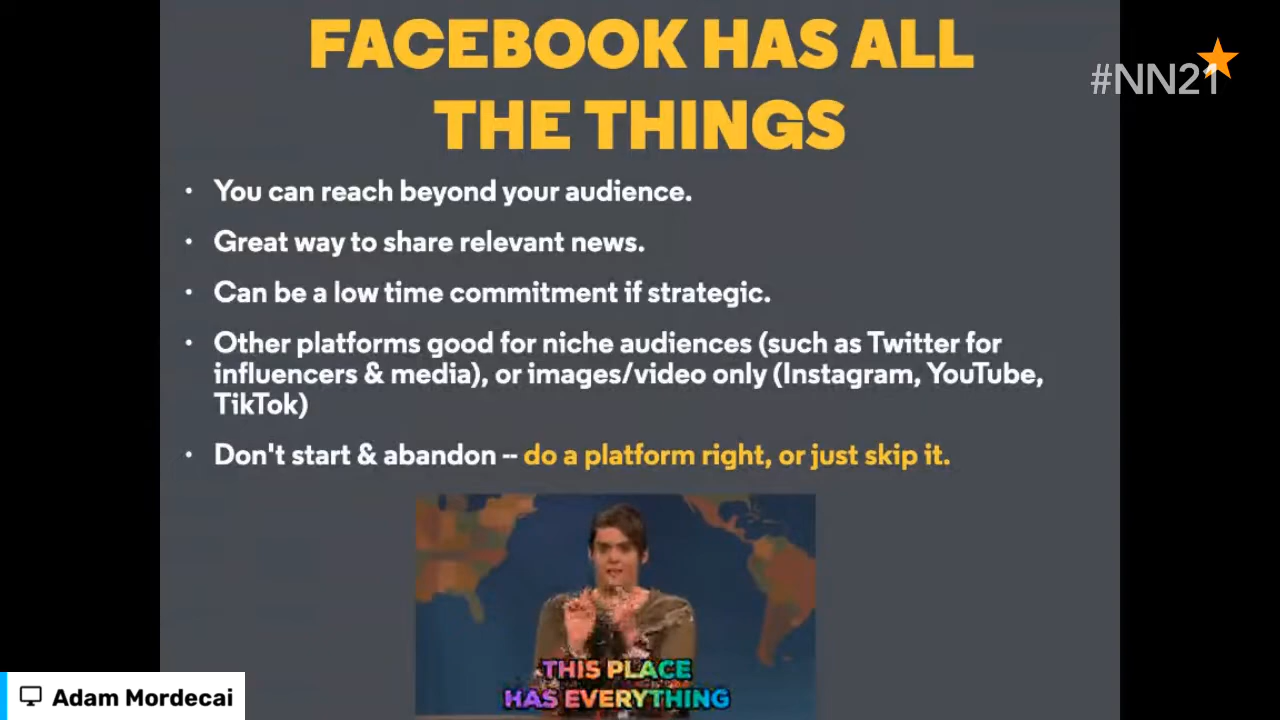 FACEBOOK HAS ALL
THE THINGS
#NN21
• You can reach beyond your audience.
• Great way to share relevant news.
• Can be a low time commitment if strategic.
• Other platforms good for niche audiences (such as Twitter for
influencers & media), or images/video only (Instagram, YouTube,
TikTok)
• Don't start & abandon -- do a platform right, or just skip it.
THIS PLACE
HAS EVERYTHING
Adam Mordecai